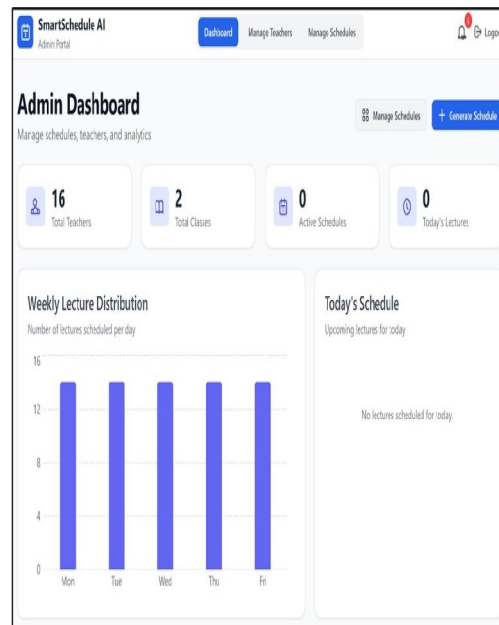 SmartSchedule AI
Admin Portal
Dashboard
Manage Teachers
Manage Schedules
Admin Dashboard
Manage schedules, teachers, and analytics
Manage Schedules
Generate Schedule
16
Total Teachers
2
Total Classes
0
Active Schedules
0
Today's Lectures
Weekly Lecture Distribution
Number of lectures scheduled per day
16
12
8
4
0
Mon Tue Wed Thu Fri
Today's Schedule
Upcoming lectures for today
No lectures scheduled for today